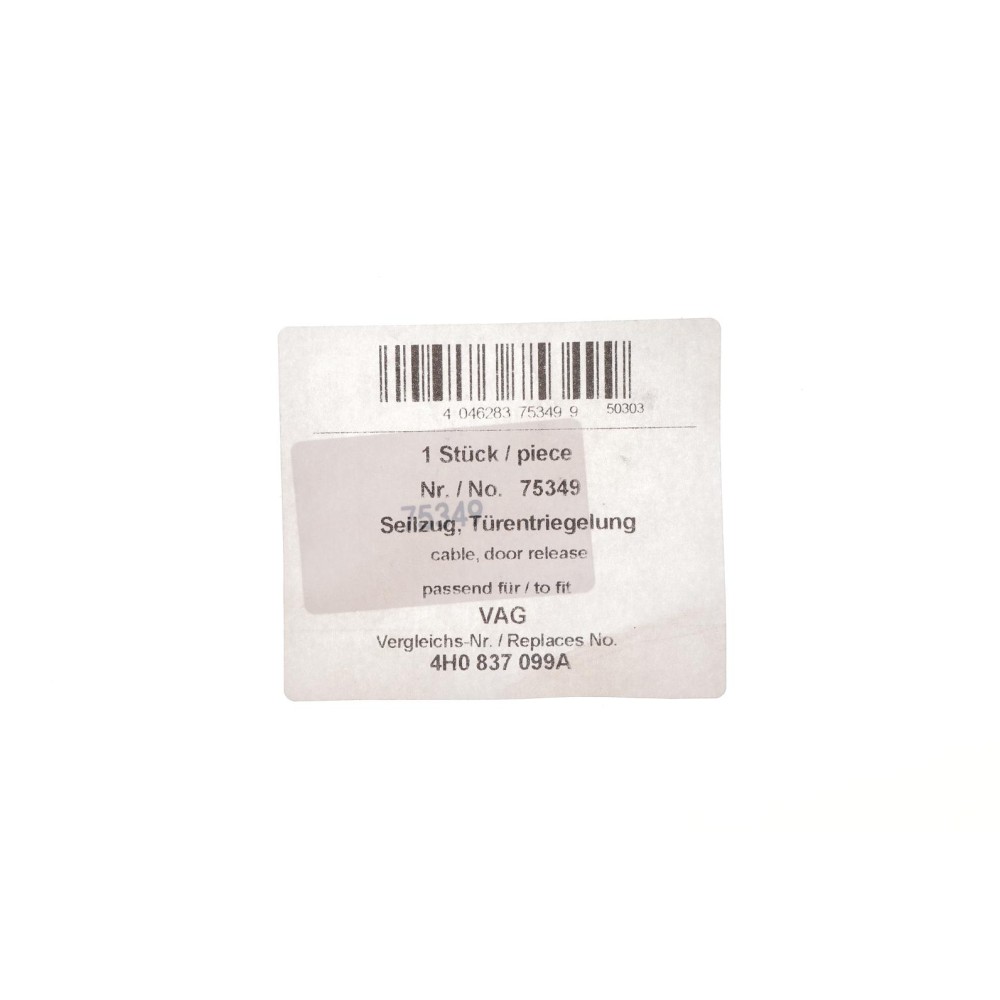 4 046283 75349 9 50303
1 Stück / piece
Nr. / No. 75349
75349
Seilzug, Türentriegelung
cable, door release
passend für / to fit
VAG
Vergleichs-Nr. / Replaces No.
4H0 837 099A